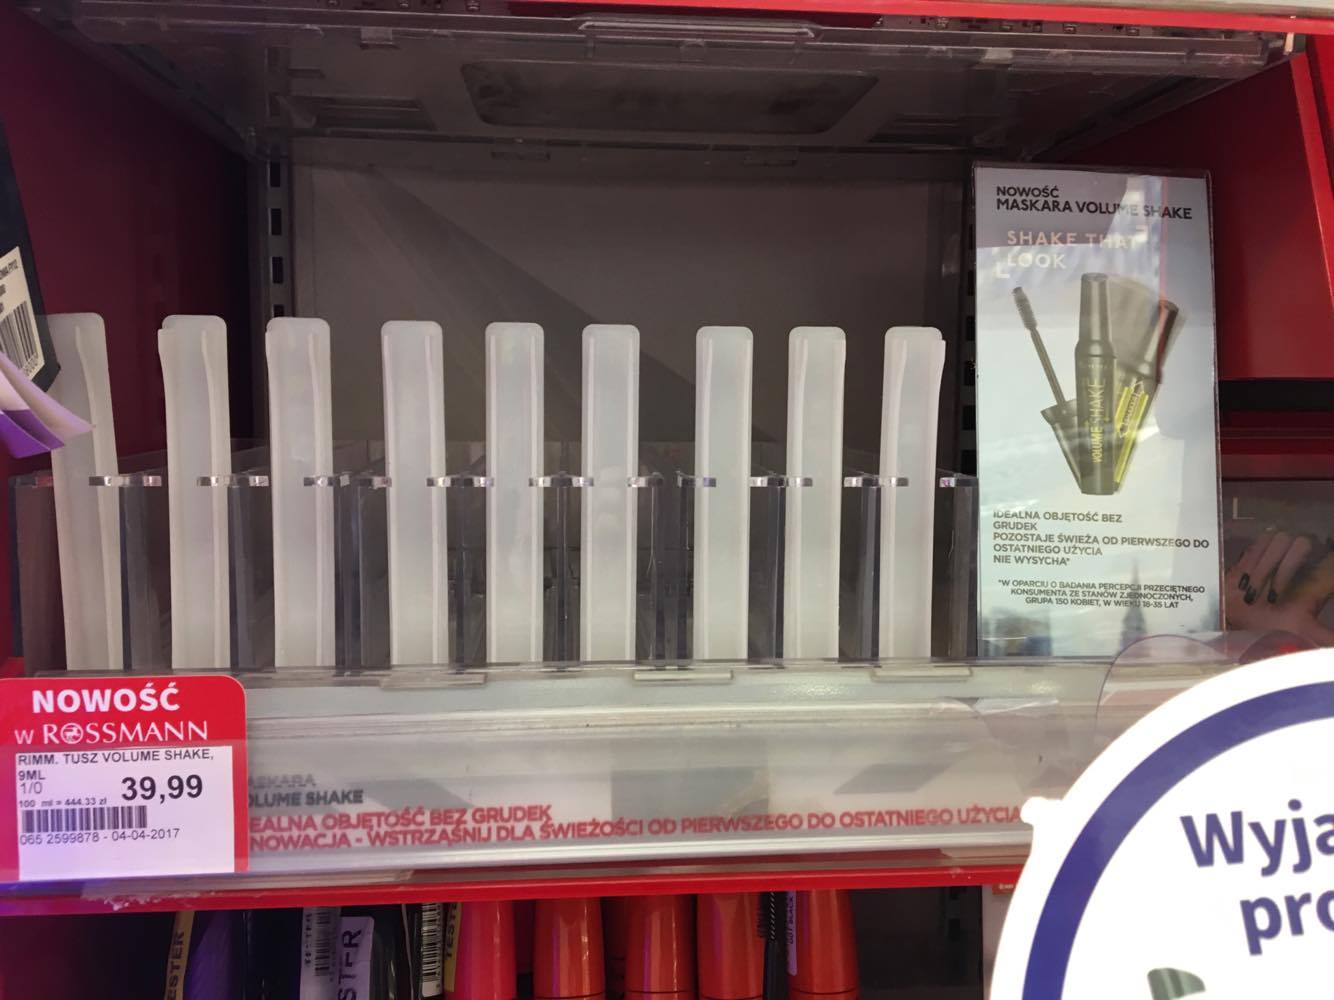 NOWOŚĆ
MASKARA VOLUME SHAKE
SHAKE THAT
LOOK
VOLUME SHAKE
IDEALNA OBJĘTOŚĆ BEZ
GRUDEK
POZOSTAJE ŚWIEŻA OD PIERWSZEGO DO
OSTATNIEGO UŻYCIA
NIE WYSYCHA*
*W OPARCIU O BADANIA PERCEPCJI PRZECIĘTNEGO
KONSUMENTA ZE STANÓW ZJEDNOCZONYCH,
GRUPA 150 KOBIET, W WIEKU 18-35 LAT
NOWOŚĆ
W ROSSMANN
RIMM. TUSZ VOLUME SHAKE,
9ML
1/0
39,99
100 ml = 444.33 zł
065 2599878 - 04-04-2017
ASKARA
OLUME SHAKE
EALNA OBJĘTOŚĆ BEZ GRUDEK
NOWACJA - WSTRZĄŚNIJ DLA ŚWIEŻOŚCI OD PIERWSZEGO DO OSTATNIEGO UŻYCIA
Wyja
pro
ESTER
STER
TESTER